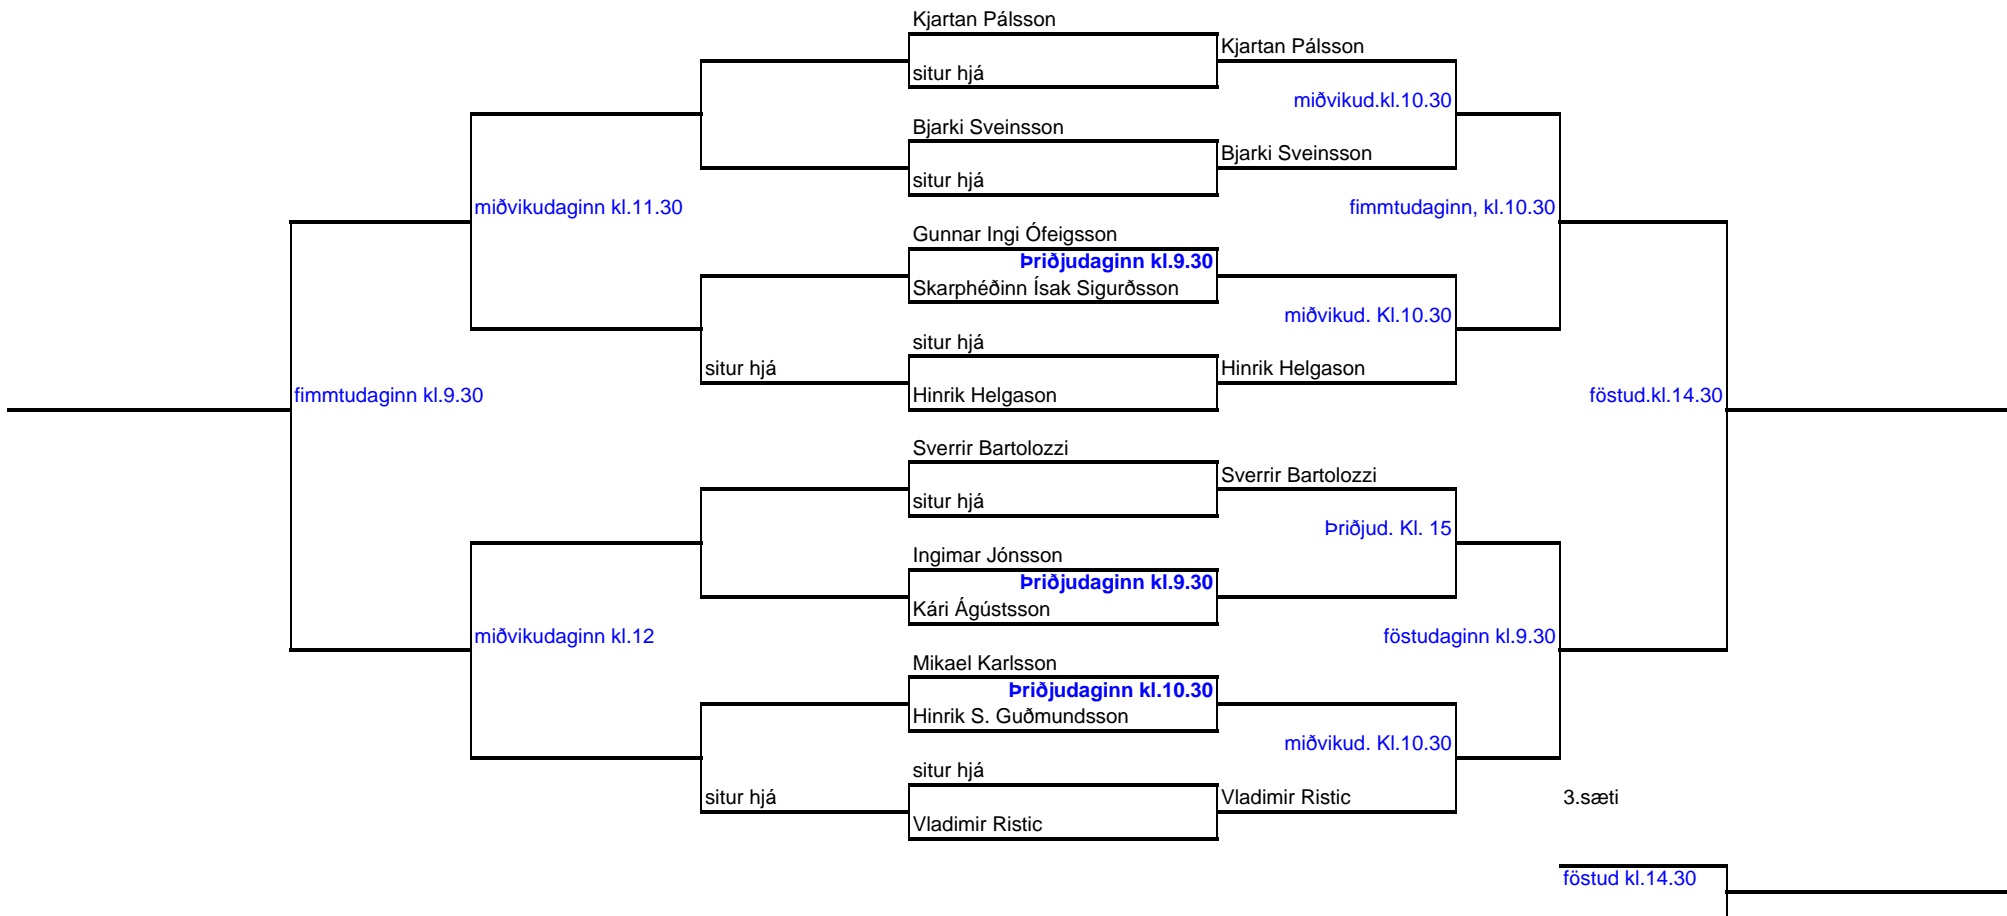 Kjartan Pálsson
Kjartan Pálsson
situr hjá
miðvikud.kl.10.30
Bjarki Sveinsson
Bjarki Sveinsson
situr hjá
miðvikudaginn kl.11.30
fimmtudaginn, kl.10.30
Gunnar Ingi Ófeigsson
Þriðjudaginn kl.9.30
Skarphéðinn Ísak Sigurðsson
miðvikud. Kl.10.30
situr hjá
situr hjá
Hinrik Helgason
fimmtudaginn kl.9.30
Hinrik Helgason
föstud.kl.14.30
Sverrir Bartolozzi
Sverrir Bartolozzi
situr hjá
Þriðjud. Kl. 15
Ingimar Jónsson
Þriðjudaginn kl.9.30
Kári Ágústsson
miðvikudaginn kl.12
föstudaginn kl.9.30
Mikael Karlsson
Þriðjudaginn kl.10.30
Hinrik S. Guðmundsson
miðvikud. Kl.10.30
situr hjá
situr hjá
Vladimir Ristic
3.sæti
Vladimir Ristic
föstud kl.14.30